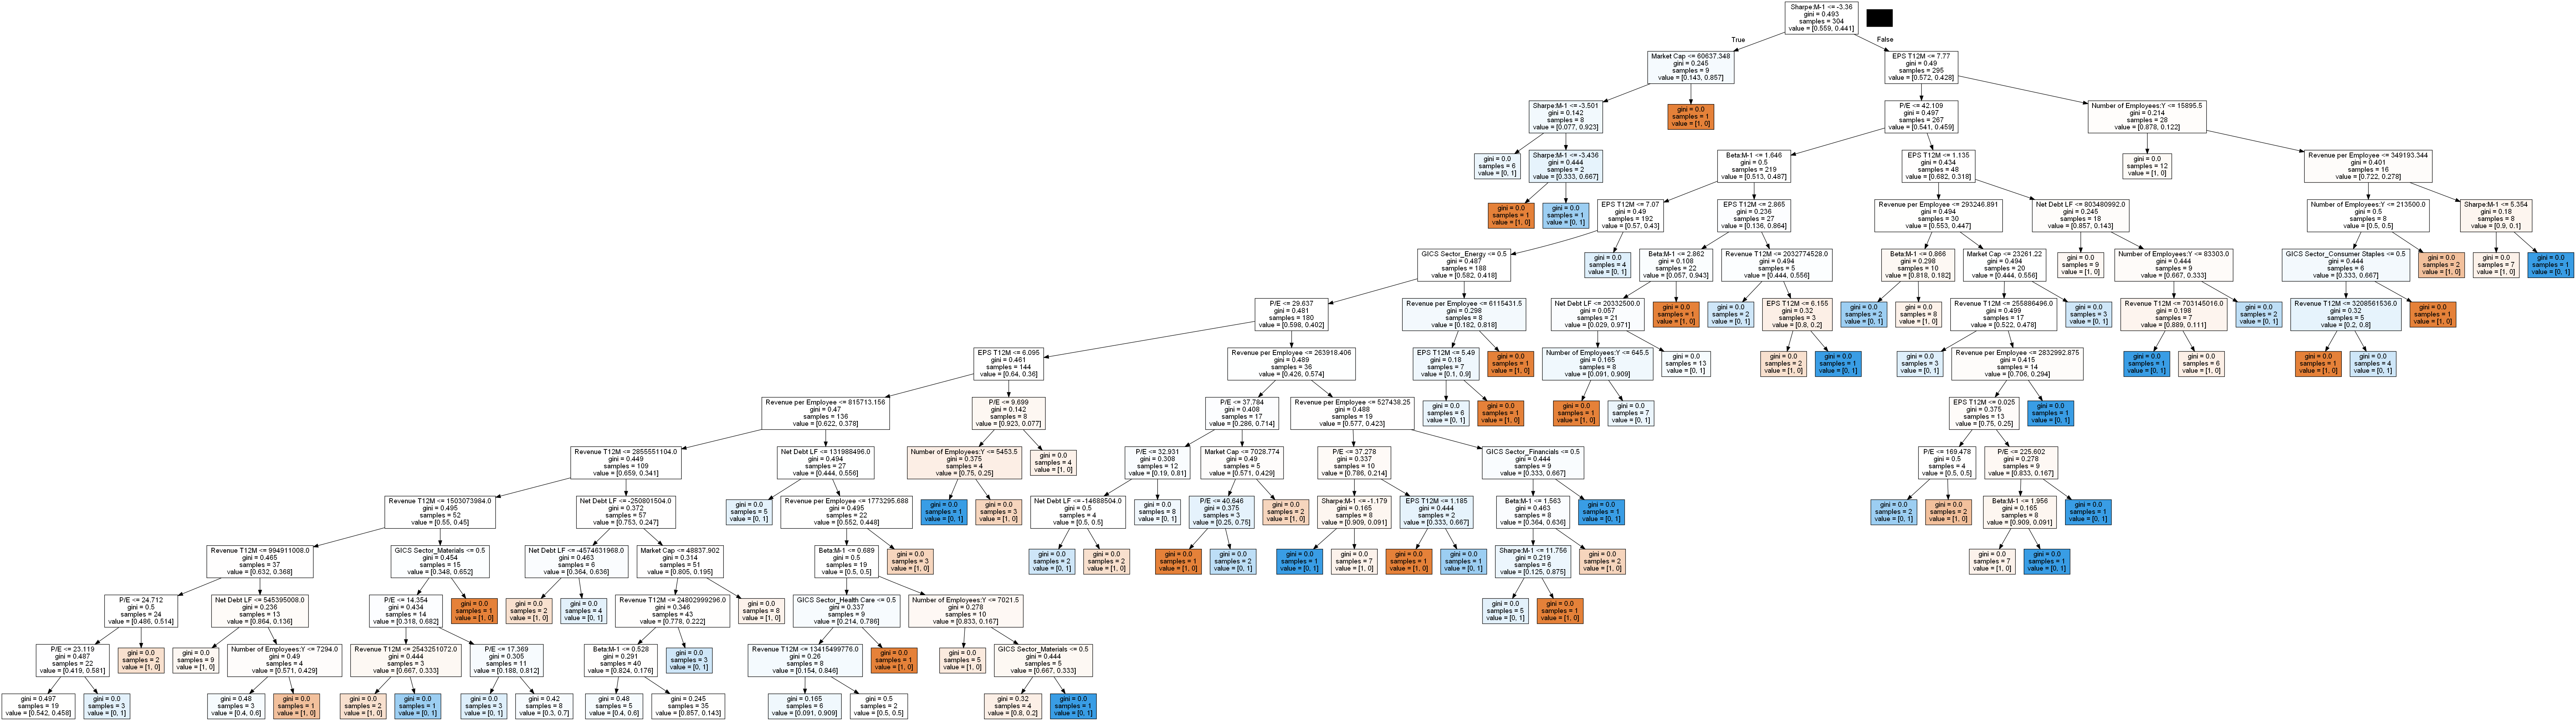 Sharpe:M-1 <= -3.36
gini = 0.493
samples = 304
value = [0.559, 0.441]
True
False
Market Cap <= 60637.348
gini = 0.245
samples = 9
value = [0.143, 0.857]
EPS T12M <= 7.77
gini = 0.49
samples = 295
value = [0.572, 0.428]
Sharpe:M-1 <= -3.501
gini = 0.142
samples = 8
value = [0.077, 0.923]
gini = 0.0
samples = 1
value = [1, 0]
P/E <= 42.109
gini = 0.497
samples = 267
value = [0.541, 0.459]
Number of Employees:Y <= 15895.5
gini = 0.214
samples = 28
value = [0.878, 0.122]
gini = 0.0
samples = 6
value = [0, 1]
Sharpe:M-1 <= -3.436
gini = 0.444
samples = 2
value = [0.333, 0.667]
Beta:M-1 <= 1.646
gini = 0.5
samples = 219
value = [0.513, 0.487]
EPS T12M <= 1.135
gini = 0.434
samples = 48
value = [0.682, 0.318]
gini = 0.0
samples = 12
value = [1, 0]
Revenue per Employee <= 349193.344
gini = 0.401
samples = 16
value = [0.722, 0.278]
gini = 0.0
samples = 1
value = [1, 0]
gini = 0.0
samples = 1
value = [0, 1]
EPS T12M <= 7.07
gini = 0.49
samples = 192
value = [0.57, 0.43]
EPS T12M <= 2.865
gini = 0.236
samples = 27
value = [0.136, 0.864]
Revenue per Employee <= 293246.891
gini = 0.494
samples = 30
value = [0.553, 0.447]
Net Debt LF <= 803480992.0
gini = 0.245
samples = 18
value = [0.857, 0.143]
Number of Employees:Y <= 213500.0
gini = 0.5
samples = 8
value = [0.5, 0.5]
Sharpe:M-1 <= 5.354
gini = 0.18
samples = 8
value = [0.9, 0.1]
GICS Sector_Energy <= 0.5
gini = 0.487
samples = 188
value = [0.582, 0.418]
gini = 0.0
samples = 4
value = [0, 1]
Beta:M-1 <= 2.862
gini = 0.108
samples = 22
value = [0.057, 0.943]
Revenue T12M <= 2032774528.0
gini = 0.494
samples = 5
value = [0.444, 0.556]
Beta:M-1 <= 0.866
gini = 0.298
samples = 10
value = [0.818, 0.182]
Market Cap <= 23261.22
gini = 0.494
samples = 20
value = [0.444, 0.556]
gini = 0.0
samples = 9
value = [1, 0]
Number of Employees:Y <= 83303.0
gini = 0.444
samples = 9
value = [0.667, 0.333]
GICS Sector_Consumer Staples <= 0.5
gini = 0.444
samples = 6
value = [0.333, 0.667]
gini = 0.0
samples = 2
value = [1, 0]
gini = 0.0
samples = 7
value = [1, 0]
gini = 0.0
samples = 1
value = [0, 1]
P/E <= 29.637
gini = 0.481
samples = 180
value = [0.598, 0.402]
Revenue per Employee <= 6115431.5
gini = 0.298
samples = 8
value = [0.182, 0.818]
Net Debt LF <= 20332500.0
gini = 0.057
samples = 21
value = [0.029, 0.971]
gini = 0.0
samples = 1
value = [1, 0]
gini = 0.0
samples = 2
value = [0, 1]
EPS T12M <= 6.155
gini = 0.32
samples = 3
value = [0.8, 0.2]
gini = 0.0
samples = 2
value = [0, 1]
gini = 0.0
samples = 8
value = [1, 0]
Revenue T12M <= 255886496.0
gini = 0.499
samples = 17
value = [0.522, 0.478]
gini = 0.0
samples = 3
value = [0, 1]
Revenue T12M <= 703145016.0
gini = 0.198
samples = 7
value = [0.889, 0.111]
gini = 0.0
samples = 2
value = [0, 1]
Revenue T12M <= 3208561536.0
gini = 0.32
samples = 5
value = [0.2, 0.8]
gini = 0.0
samples = 1
value = [1, 0]
EPS T12M <= 6.095
gini = 0.461
samples = 144
value = [0.64, 0.36]
Revenue per Employee <= 263918.406
gini = 0.489
samples = 36
value = [0.426, 0.574]
EPS T12M <= 5.49
gini = 0.18
samples = 7
value = [0.1, 0.9]
gini = 0.0
samples = 1
value = [1, 0]
Number of Employees:Y <= 645.5
gini = 0.165
samples = 8
value = [0.091, 0.909]
gini = 0.0
samples = 13
value = [0, 1]
gini = 0.0
samples = 2
value = [1, 0]
gini = 0.0
samples = 1
value = [0, 1]
gini = 0.0
samples = 3
value = [0, 1]
Revenue per Employee <= 2832992.875
gini = 0.415
samples = 14
value = [0.706, 0.294]
gini = 0.0
samples = 1
value = [0, 1]
gini = 0.0
samples = 6
value = [1, 0]
gini = 0.0
samples = 1
value = [1, 0]
gini = 0.0
samples = 4
value = [0, 1]
Revenue per Employee <= 815713.156
gini = 0.47
samples = 136
value = [0.622, 0.378]
P/E <= 9.699
gini = 0.142
samples = 8
value = [0.923, 0.077]
P/E <= 37.784
gini = 0.408
samples = 17
value = [0.286, 0.714]
Revenue per Employee <= 527438.25
gini = 0.488
samples = 19
value = [0.577, 0.423]
gini = 0.0
samples = 6
value = [0, 1]
gini = 0.0
samples = 1
value = [1, 0]
gini = 0.0
samples = 1
value = [1, 0]
gini = 0.0
samples = 7
value = [0, 1]
EPS T12M <= 0.025
gini = 0.375
samples = 13
value = [0.75, 0.25]
gini = 0.0
samples = 1
value = [0, 1]
Revenue T12M <= 2855551104.0
gini = 0.449
samples = 109
value = [0.659, 0.341]
Net Debt LF <= 131988496.0
gini = 0.494
samples = 27
value = [0.444, 0.556]
Number of Employees:Y <= 5453.5
gini = 0.375
samples = 4
value = [0.75, 0.25]
gini = 0.0
samples = 4
value = [1, 0]
P/E <= 32.931
gini = 0.308
samples = 12
value = [0.19, 0.81]
Market Cap <= 7028.774
gini = 0.49
samples = 5
value = [0.571, 0.429]
P/E <= 37.278
gini = 0.337
samples = 10
value = [0.786, 0.214]
GICS Sector_Financials <= 0.5
gini = 0.444
samples = 9
value = [0.333, 0.667]
P/E <= 169.478
gini = 0.5
samples = 4
value = [0.5, 0.5]
P/E <= 225.602
gini = 0.278
samples = 9
value = [0.833, 0.167]
Revenue T12M <= 1503073984.0
gini = 0.495
samples = 52
value = [0.55, 0.45]
Net Debt LF <= -250801504.0
gini = 0.372
samples = 57
value = [0.753, 0.247]
gini = 0.0
samples = 5
value = [0, 1]
Revenue per Employee <= 1773295.688
gini = 0.495
samples = 22
value = [0.552, 0.448]
gini = 0.0
samples = 1
value = [0, 1]
gini = 0.0
samples = 3
value = [1, 0]
Net Debt LF <= -14688504.0
gini = 0.5
samples = 4
value = [0.5, 0.5]
gini = 0.0
samples = 8
value = [0, 1]
P/E <= 40.646
gini = 0.375
samples = 3
value = [0.25, 0.75]
gini = 0.0
samples = 2
value = [1, 0]
Sharpe:M-1 <= -1.179
gini = 0.165
samples = 8
value = [0.909, 0.091]
EPS T12M <= 1.185
gini = 0.444
samples = 2
value = [0.333, 0.667]
Beta:M-1 <= 1.563
gini = 0.463
samples = 8
value = [0.364, 0.636]
gini = 0.0
samples = 1
value = [0, 1]
gini = 0.0
samples = 2
value = [0, 1]
gini = 0.0
samples = 2
value = [1, 0]
Beta:M-1 <= 1.956
gini = 0.165
samples = 8
value = [0.909, 0.091]
gini = 0.0
samples = 1
value = [0, 1]
Revenue T12M <= 994911008.0
gini = 0.465
samples = 37
value = [0.632, 0.368]
GICS Sector_Materials <= 0.5
gini = 0.454
samples = 15
value = [0.348, 0.652]
Net Debt LF <= -4574631968.0
gini = 0.463
samples = 6
value = [0.364, 0.636]
Market Cap <= 48837.902
gini = 0.314
samples = 51
value = [0.805, 0.195]
Beta:M-1 <= 0.689
gini = 0.5
samples = 19
value = [0.5, 0.5]
gini = 0.0
samples = 3
value = [1, 0]
gini = 0.0
samples = 2
value = [0, 1]
gini = 0.0
samples = 2
value = [1, 0]
gini = 0.0
samples = 1
value = [1, 0]
gini = 0.0
samples = 2
value = [0, 1]
gini = 0.0
samples = 1
value = [0, 1]
gini = 0.0
samples = 7
value = [1, 0]
gini = 0.0
samples = 1
value = [1, 0]
gini = 0.0
samples = 1
value = [0, 1]
Sharpe:M-1 <= 11.756
gini = 0.219
samples = 6
value = [0.125, 0.875]
gini = 0.0
samples = 2
value = [1, 0]
gini = 0.0
samples = 7
value = [1, 0]
gini = 0.0
samples = 1
value = [0, 1]
P/E <= 24.712
gini = 0.5
samples = 24
value = [0.486, 0.514]
Net Debt LF <= 545395008.0
gini = 0.236
samples = 13
value = [0.864, 0.136]
P/E <= 14.354
gini = 0.434
samples = 14
value = [0.318, 0.682]
gini = 0.0
samples = 1
value = [1, 0]
gini = 0.0
samples = 2
value = [1, 0]
gini = 0.0
samples = 4
value = [0, 1]
Revenue T12M <= 24802999296.0
gini = 0.346
samples = 43
value = [0.778, 0.222]
gini = 0.0
samples = 8
value = [1, 0]
GICS Sector_Health Care <= 0.5
gini = 0.337
samples = 9
value = [0.214, 0.786]
Number of Employees:Y <= 7021.5
gini = 0.278
samples = 10
value = [0.833, 0.167]
gini = 0.0
samples = 5
value = [0, 1]
gini = 0.0
samples = 1
value = [1, 0]
P/E <= 23.119
gini = 0.487
samples = 22
value = [0.419, 0.581]
gini = 0.0
samples = 2
value = [1, 0]
gini = 0.0
samples = 9
value = [1, 0]
Number of Employees:Y <= 7294.0
gini = 0.49
samples = 4
value = [0.571, 0.429]
Revenue T12M <= 2543251072.0
gini = 0.444
samples = 3
value = [0.667, 0.333]
P/E <= 17.369
gini = 0.305
samples = 11
value = [0.188, 0.812]
Beta:M-1 <= 0.528
gini = 0.291
samples = 40
value = [0.824, 0.176]
gini = 0.0
samples = 3
value = [0, 1]
Revenue T12M <= 13415499776.0
gini = 0.26
samples = 8
value = [0.154, 0.846]
gini = 0.0
samples = 1
value = [1, 0]
gini = 0.0
samples = 5
value = [1, 0]
GICS Sector_Materials <= 0.5
gini = 0.444
samples = 5
value = [0.667, 0.333]
gini = 0.497
samples = 19
value = [0.542, 0.458]
gini = 0.0
samples = 3
value = [0, 1]
gini = 0.48
samples = 3
value = [0.4, 0.6]
gini = 0.0
samples = 1
value = [1, 0]
gini = 0.0
samples = 2
value = [1, 0]
gini = 0.0
samples = 1
value = [0, 1]
gini = 0.0
samples = 3
value = [0, 1]
gini = 0.42
samples = 8
value = [0.3, 0.7]
gini = 0.48
samples = 5
value = [0.4, 0.6]
gini = 0.245
samples = 35
value = [0.857, 0.143]
gini = 0.165
samples = 6
value = [0.091, 0.909]
gini = 0.5
samples = 2
value = [0.5, 0.5]
gini = 0.32
samples = 4
value = [0.8, 0.2]
gini = 0.0
samples = 1
value = [0, 1]